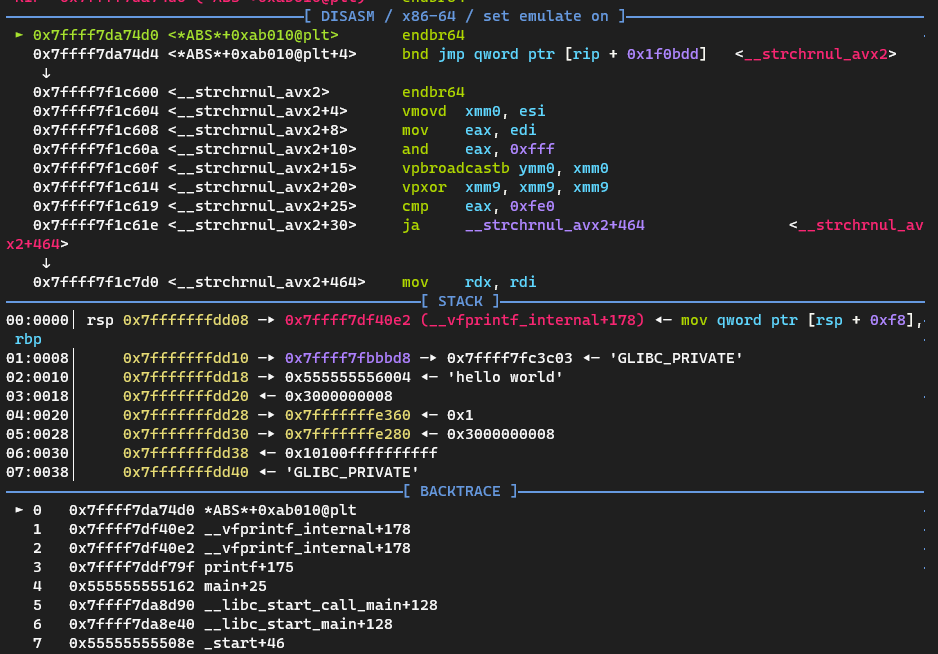 [ DISASM / x86-64 / set emulate on ]
► 0x7ffff7da74d0 <*ABS*+0xab010@plt>       endbr64
0x7ffff7da74d4 <*ABS*+0xab010@plt+4>     bnd jmp qword ptr [rip + 0x1f0bdd]   <__strchrnul_avx2>
↓
0x7ffff7f1c600 <__strchrnul_avx2>        endbr64
0x7ffff7f1c604 <__strchrnul_avx2+4>      vmovd  xmm0, esi
0x7ffff7f1c608 <__strchrnul_avx2+8>      mov    eax, edi
0x7ffff7f1c60a <__strchrnul_avx2+10>     and    eax, 0xfff
0x7ffff7f1c60f <__strchrnul_avx2+15>     vpbroadcastb ymm0, xmm0
0x7ffff7f1c614 <__strchrnul_avx2+20>     vpxor  xmm9, xmm9, xmm9
0x7ffff7f1c619 <__strchrnul_avx2+25>     cmp    eax, 0xfe0
0x7ffff7f1c61e <__strchrnul_avx2+30>     ja     __strchrnul_avx2+464                <__strchrnul_av
x2+464>
↓
0x7ffff7f1c7d0 <__strchrnul_avx2+464>    mov    rdx, rdi
[ STACK ]
00:0000│ rsp 0x7fffffffdd08 —▸ 0x7ffff7df40e2 (__vfprintf_internal+178) ◂— mov qword ptr [rsp + 0xf8],
rbp
01:0008│     0x7fffffffdd10 —▸ 0x7ffff7fbbbd8 —▸ 0x7ffff7fc3c03 ◂— 'GLIBC_PRIVATE'
02:0010│     0x7fffffffdd18 —▸ 0x555555556004 ◂— 'hello world'
03:0018│     0x7fffffffdd20 ◂— 0x3000000008
04:0020│     0x7fffffffdd28 —▸ 0x7fffffffe360 ◂— 0x1
05:0028│     0x7fffffffdd30 —▸ 0x7fffffffe280 ◂— 0x3000000008
06:0030│     0x7fffffffdd38 ◂— 0x10100ffffffffff
07:0038│     0x7fffffffdd40 ◂— 'GLIBC_PRIVATE'
[ BACKTRACE ]
► 0   0x7ffff7da74d0 *ABS*+0xab010@plt
1   0x7ffff7df40e2 __vfprintf_internal+178
2   0x7ffff7df40e2 __vfprintf_internal+178
3   0x7ffff7ddf79f printf+175
4   0x555555555162 main+25
5   0x7ffff7da8d90 __libc_start_call_main+128
6   0x7ffff7da8e40 __libc_start_main+128
7   0x55555555508e _start+46